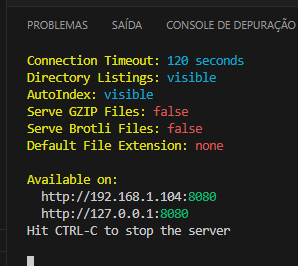 PROBLEMAS SAÍDA CONSOLE DE DEPURAÇÃO
Connection Timeout: 120 seconds
Directory Listings: visible
AutoIndex: visible
Serve GZIP Files: false
Serve Brotli Files: false
Default File Extension: none
Available on:
http://192.168.1.104:8080
http://127.0.0.1:8080
Hit CTRL-C to stop the server